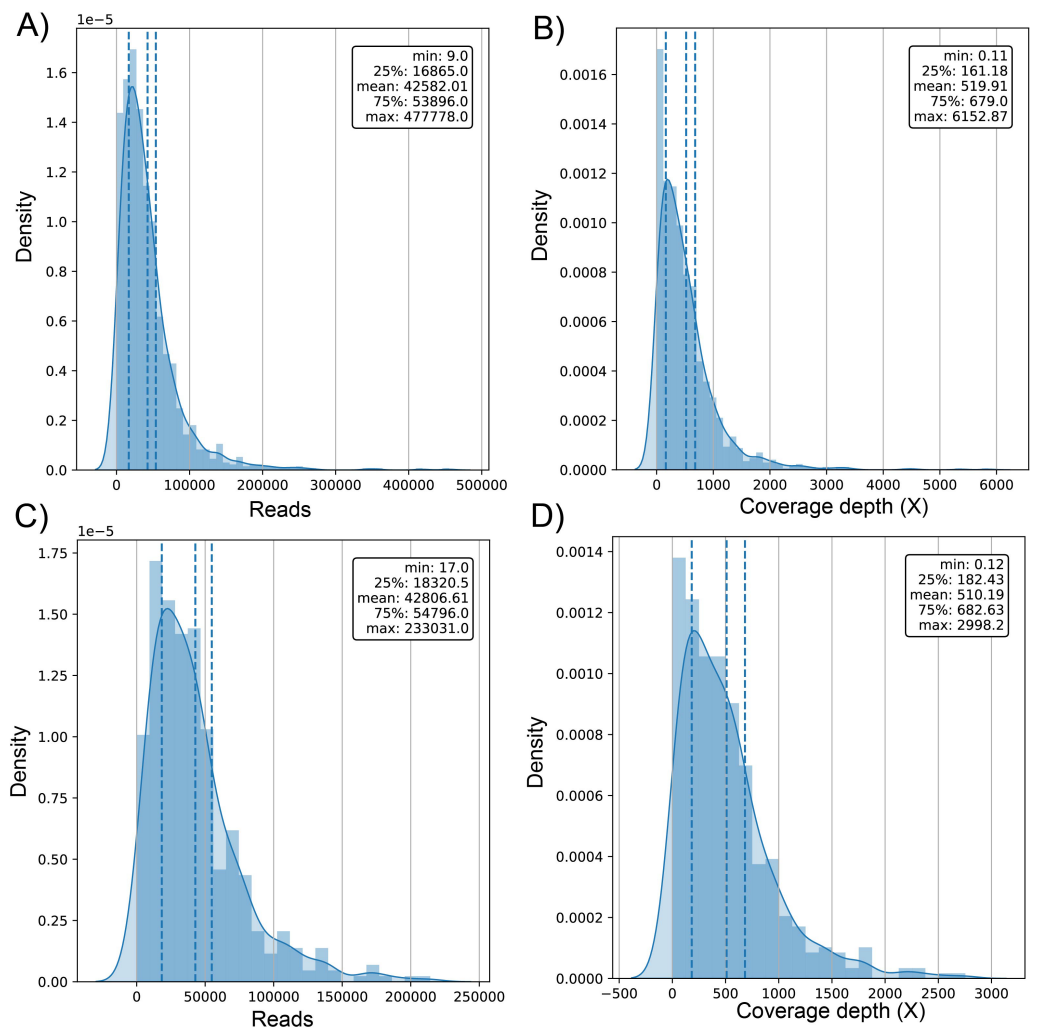 A)
1e−5
min: 9.0
25%: 16865.0
mean: 42582.01
75%: 53896.0
max: 477778.0
Density
1.6
1.4
1.2
1.0
0.8
0.6
0.4
0.2
0.0
0 100000 200000 300000 400000 500000
Reads
B)
min: 0.11
25%: 161.18
mean: 519.91
75%: 679.0
max: 6152.87
Density
0.0016
0.0014
0.0012
0.0010
0.0008
0.0006
0.0004
0.0002
0.0000
0 1000 2000 3000 4000 5000 6000
Coverage depth (X)
C)
1e−5
min: 17.0
25%: 18320.5
mean: 42806.61
75%: 54796.0
max: 233031.0
Density
1.75
1.50
1.25
1.00
0.75
0.50
0.25
0.00
0 50000 100000 150000 200000 250000
Reads
D)
min: 0.12
25%: 182.43
mean: 510.19
75%: 682.63
max: 2998.2
Density
0.0014
0.0012
0.0010
0.0008
0.0006
0.0004
0.0002
0.0000
−500 0 500 1000 1500 2000 2500 3000
Coverage depth (X)